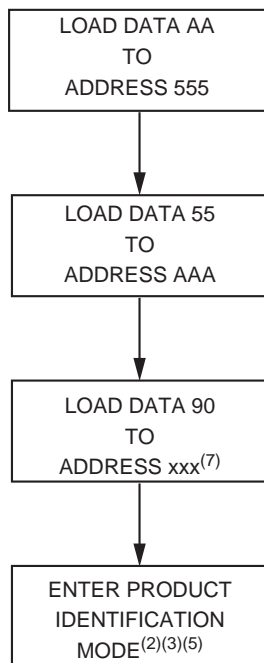 LOAD DATA AA
TO
ADDRESS 555
LOAD DATA 55
TO
ADDRESS AAA
LOAD DATA 90
TO
ADDRESS xxx(7)
ENTER PRODUCT
IDENTIFICATION
MODE(2)(3)(5)